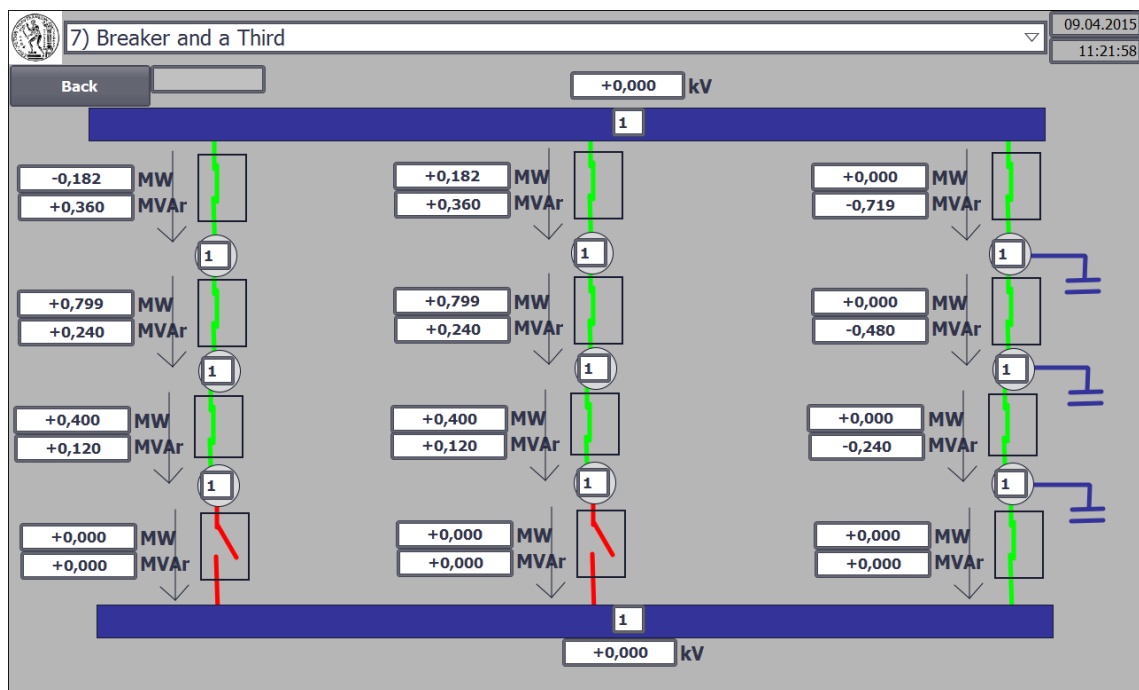 7) Breaker and a Third
09.04.2015
11:21:58
Back
+0,000 kV
1
-0,182 MW
+0,360 MVAr
+0,182 MW
+0,360 MVAr
+0,000 MW
-0,719 MVAr
1
1
1
+0,799 MW
+0,240 MVAr
+0,799 MW
+0,240 MVAr
+0,000 MW
-0,480 MVAr
1
1
1
+0,400 MW
+0,120 MVAr
+0,400 MW
+0,120 MVAr
+0,000 MW
-0,240 MVAr
1
1
1
+0,000 MW
+0,000 MVAr
+0,000 MW
+0,000 MVAr
+0,000 MW
+0,000 MVAr
1
+0,000 kV